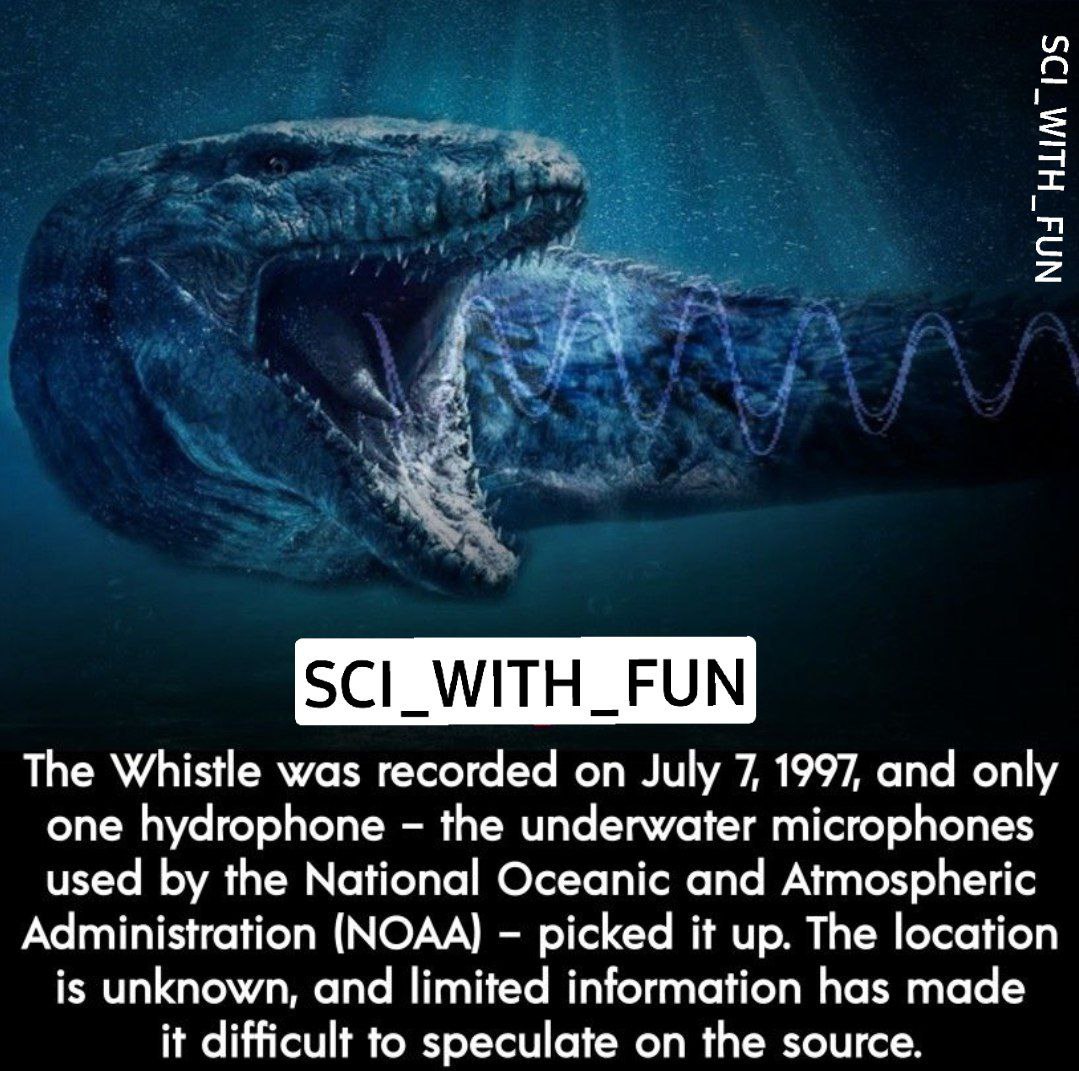 SCI_WITH_FUN
SCI_WITH_FUN
The Whistle was recorded on July 7, 1997, and only
one hydrophone – the underwater microphones
used by the National Oceanic and Atmospheric
Administration (NOAA) – picked it up. The location
is unknown, and limited information has made
it difficult to speculate on the source.